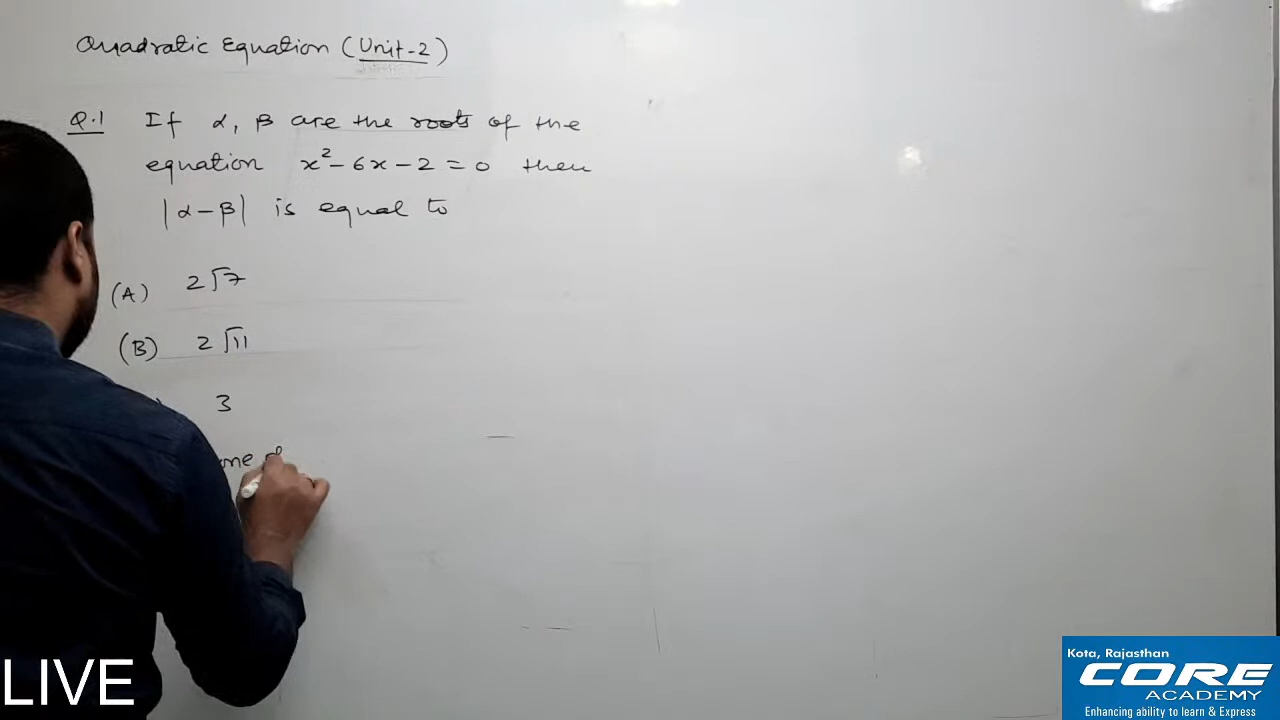 Quadratic Equation (Unit-2)
Q.1 If α, β are the roots of the
equation x²-6x-2=0 then
|α-β| is equal to
(A) 2√7
(B) 2√11
3
LIVE
Kota, Rajasthan
CORE
ACADEMY
Enhancing ability to learn & Express